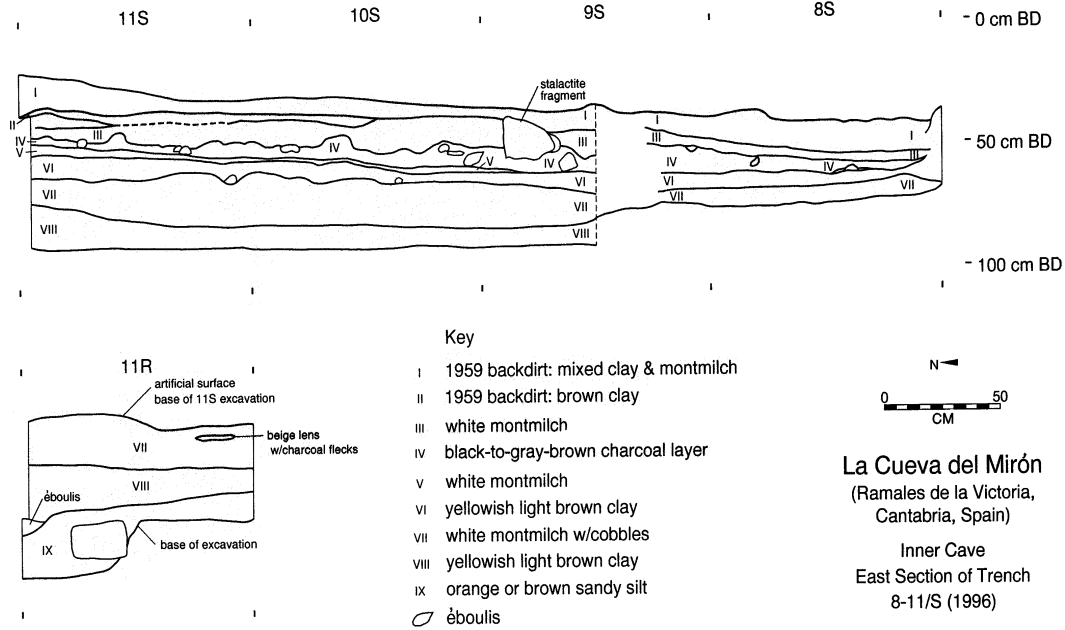 11S 10S 9S 8S
0 cm BD
50 cm BD
100 cm BD
stalactite
fragment
I
II
III
IV
V
VI
VII
VIII
IV
V
IV
I
III
VI
VII
VIII
I
III
IV
VI
VII
IV
I
III
VII
11R
artificial surface
base of 11S excavation
beige lens
w/charcoal flecks
VII
VIII
éboulis
IX
base of excavation
Key
I 1959 backdirt: mixed clay & montmilch
II 1959 backdirt: brown clay
III white montmilch
IV black-to-gray-brown charcoal layer
V white montmilch
VI yellowish light brown clay
VII white montmilch w/cobbles
VIII yellowish light brown clay
IX orange or brown sandy silt
éboulis
N
0 50
CM
La Cueva del Mirón
(Ramales de la Victoria,
Cantabria, Spain)
Inner Cave
East Section of Trench
8-11/S (1996)